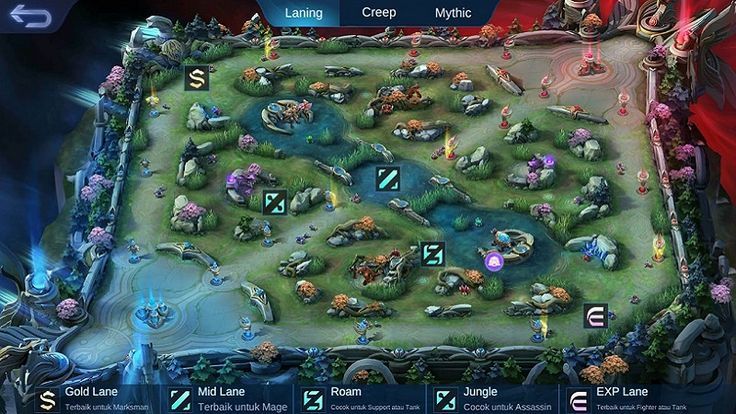 Laning
Creep
Mythic
Gold Lane
Terbaik untuk Marksman
Mid Lane
Terbaik untuk Mage
Roam
Cocok untuk Support atau Tank
Jungle
Cocok untuk Assassin
EXP Lane
Terbaik untuk Fighter atau Tank